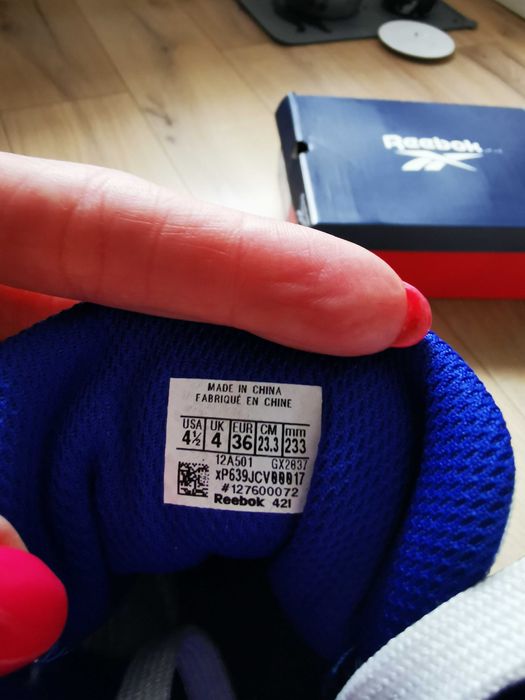 Reebok
MADE IN CHINA
FABRIQUÉ EN CHINE
USA UK EUR CM mm
4½ 4 36 23.3 233
12A501 GX2037
xP639JCV00017
#127600072
Reebok 421